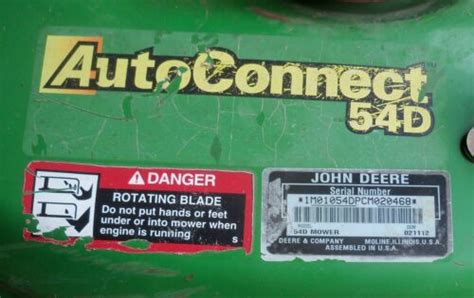 AutoConnect
54D
DANGER
ROTATING BLADE
Do not put hands or feet
under or into mower when
engine is running
S
JOHN DEERE
Serial Number
*1M01054DPCM020468*
MODEL
54D MOWER
021112
DEERE & COMPANY MOLINE, ILLINOIS, U.S.A.
ASSEMBLED IN U.S.A.